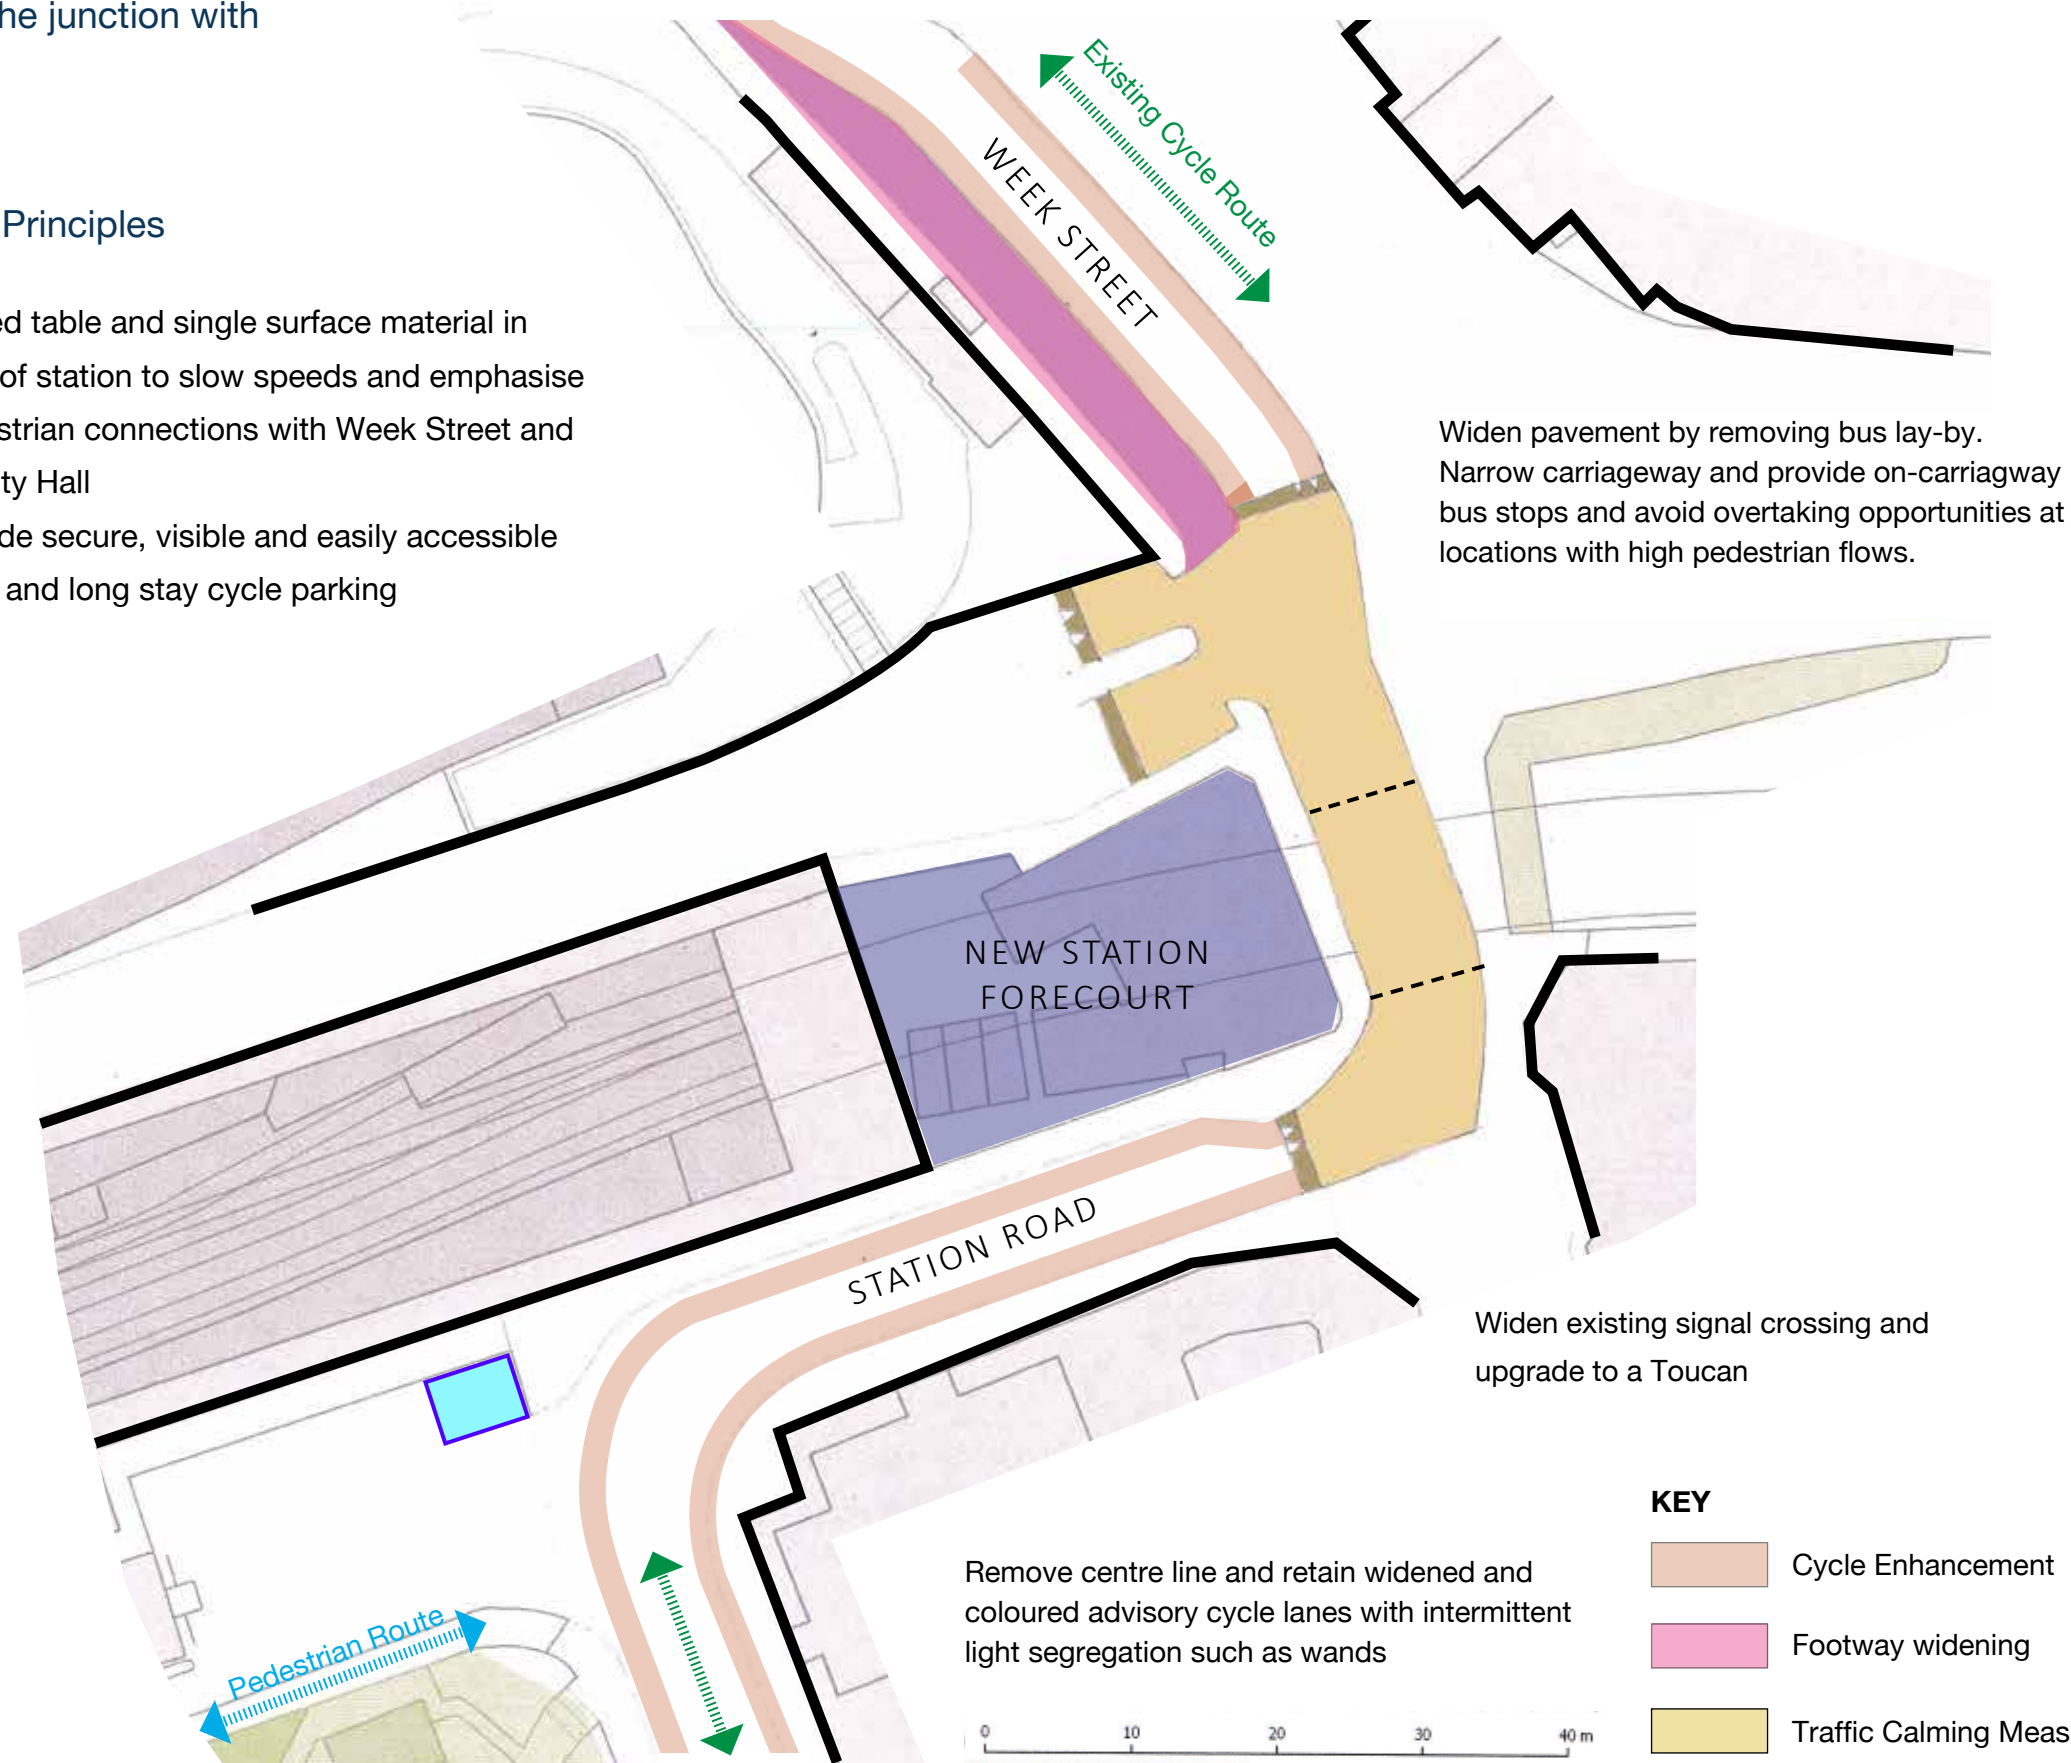 he junction with
Principles
ed table and single surface material in
of station to slow speeds and emphasise
strian connections with Week Street and
ty Hall
de secure, visible and easily accessible
and long stay cycle parking
Existing Cycle Route
WEEK STREET
Widen pavement by removing bus lay-by.
Narrow carriageway and provide on-carriagway
bus stops and avoid overtaking opportunities at
locations with high pedestrian flows.
NEW STATION
FORECOURT
STATION ROAD
Widen existing signal crossing and
upgrade to a Toucan
Pedestrian Route
Remove centre line and retain widened and
coloured advisory cycle lanes with intermittent
light segregation such as wands
0 10 20 30 40 m
KEY
Cycle Enhancement
Footway widening
Traffic Calming Meas